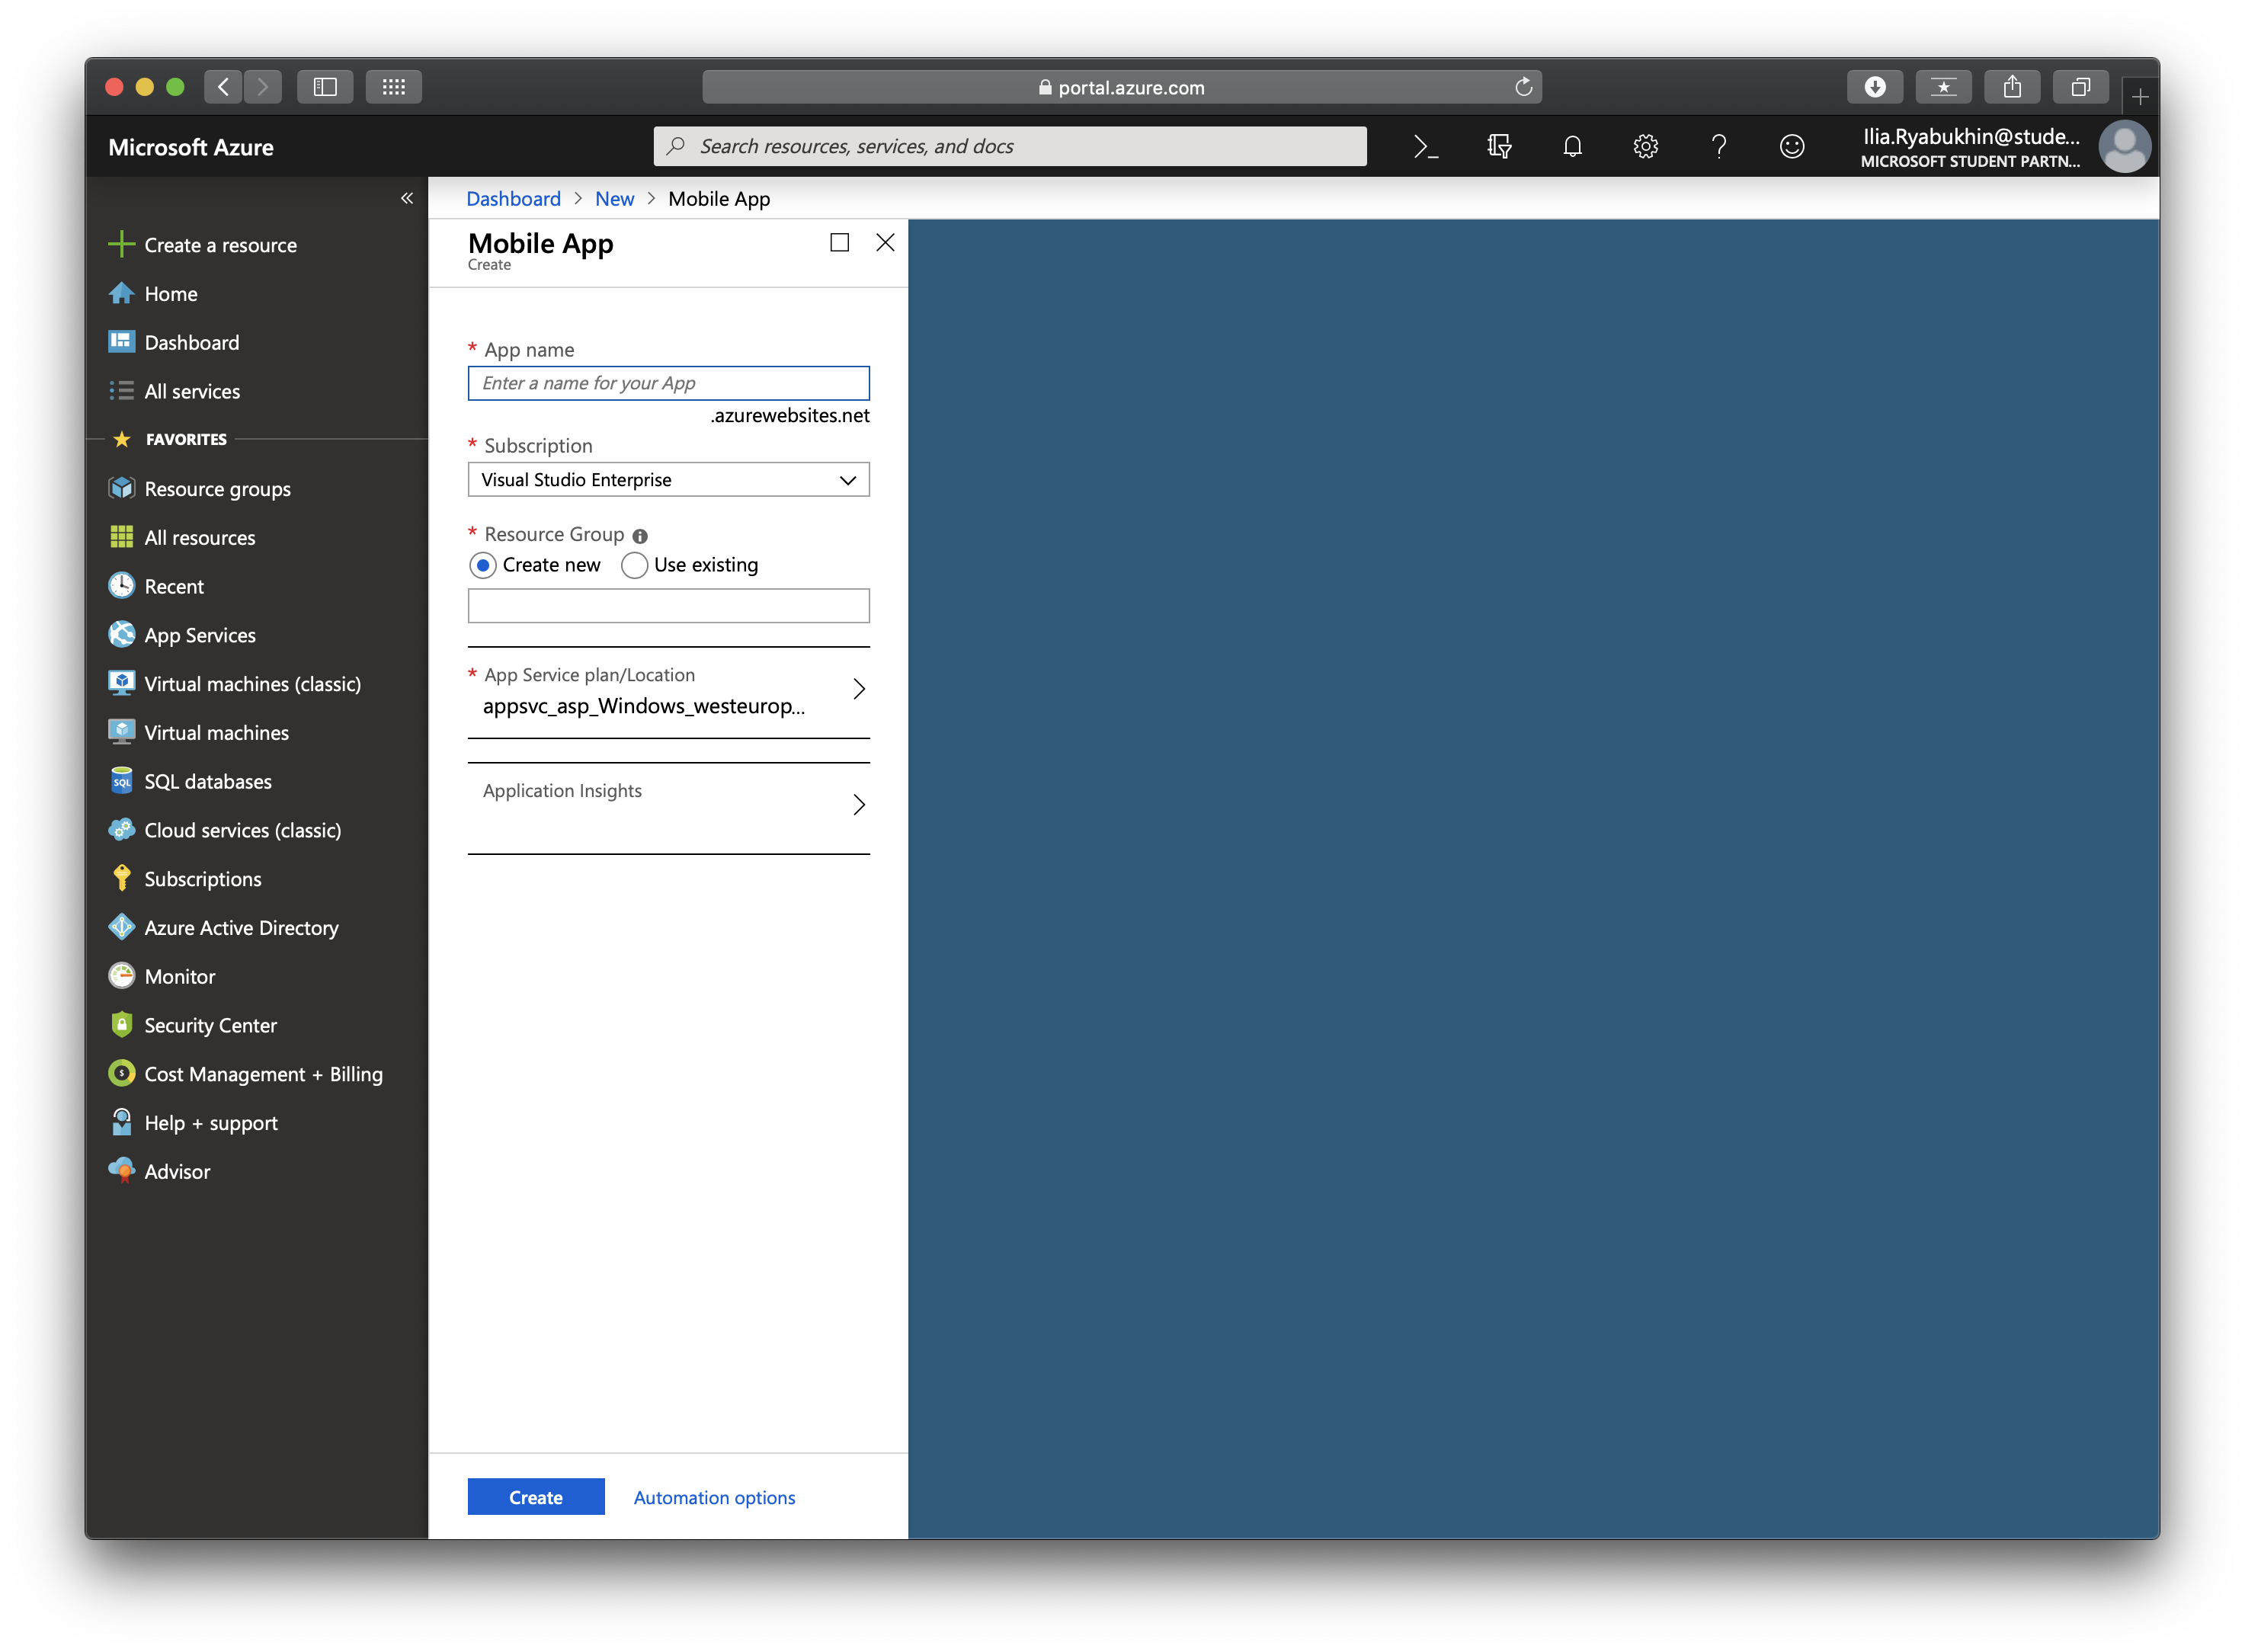 portal.azure.com
Microsoft Azure
Search resources, services, and docs
Ilia.Ryabukhin@stude...
MICROSOFT STUDENT PARTN...
Create a resource
Home
Dashboard
All services
FAVORITES
Resource groups
All resources
Recent
App Services
Virtual machines (classic)
Virtual machines
SQL
SQL databases
Cloud services (classic)
Subscriptions
Azure Active Directory
Monitor
Security Center
Cost Management + Billing
Help + support
Advisor
Dashboard > New > Mobile App
Mobile App
Create
* App name
Enter a name for your App
.azurewebsites.net
* Subscription
Visual Studio Enterprise
* Resource Group
Create new Use existing
* App Service plan/Location
appsvc_asp_Windows_westeurop...
Application Insights
Create Automation options